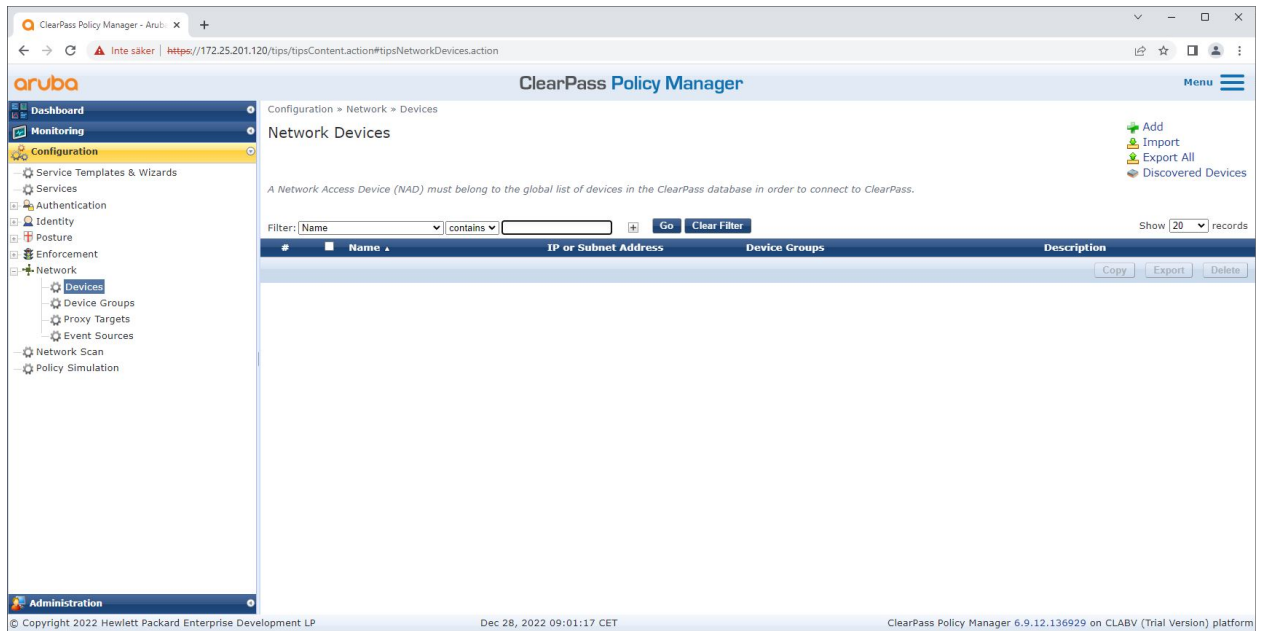 ClearPass Policy Manager - Arub
Inte säker | https://172.25.201.120/tips/tipsContent.action#tipsNetworkDevices.action
aruba
ClearPass Policy Manager
Menu
Dashboard
Monitoring
Configuration
Service Templates & Wizards
Services
Authentication
Identity
Posture
Enforcement
Network
Devices
Device Groups
Proxy Targets
Event Sources
Network Scan
Policy Simulation
Administration
Configuration » Network » Devices
Network Devices
Add
Import
Export All
Discovered Devices
A Network Access Device (NAD) must belong to the global list of devices in the ClearPass database in order to connect to ClearPass.
Filter: Name contains + Go Clear Filter Show 20 records
# Name IP or Subnet Address Device Groups Description
Copy Export Delete
© Copyright 2022 Hewlett Packard Enterprise Development LP Dec 28, 2022 09:01:17 CET ClearPass Policy Manager 6.9.12.136929 on CLABV (Trial Version) platform